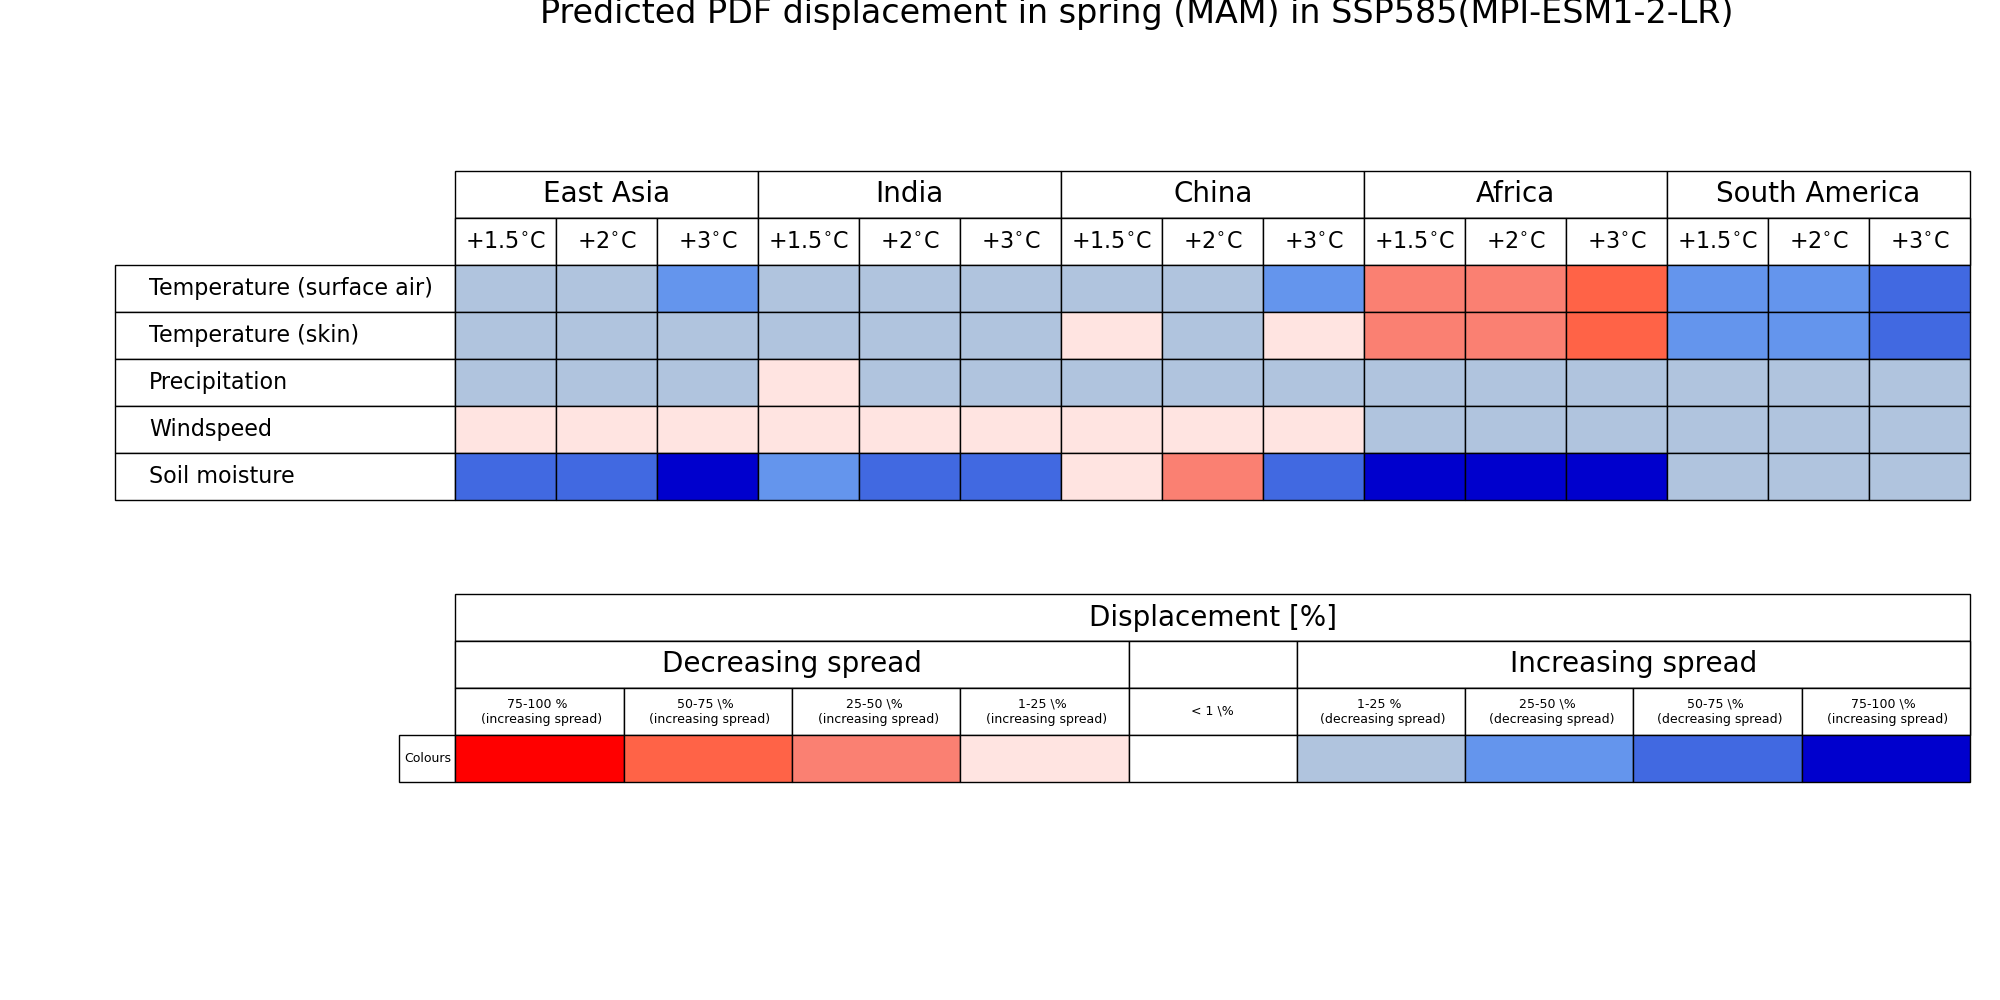 Predicted PDF displacement in spring (MAM) in SSP585(MPI-ESM1-2-LR)
East Asia India China Africa South America
+1.5°C +2°C +3°C +1.5°C +2°C +3°C +1.5°C +2°C +3°C +1.5°C +2°C +3°C +1.5°C +2°C +3°C
Temperature (surface air)
Temperature (skin)
Precipitation
Windspeed
Soil moisture
Displacement [%]
Decreasing spread Increasing spread
75-100 % 50-75 \% 25-50 \% 1-25 \% < 1 \% 1-25 % 25-50 \% 50-75 \% 75-100 \%
(increasing spread) (increasing spread) (increasing spread) (increasing spread) (decreasing spread) (decreasing spread) (decreasing spread) (increasing spread)
Colours